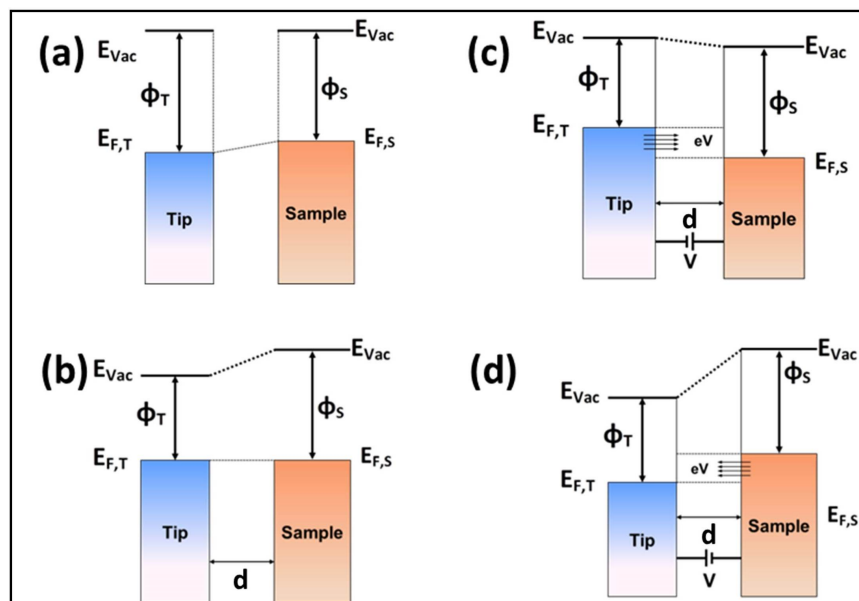 (a)
E_Vac
E_Vac
Φ_T
Φ_S
E_F,T
E_F,S
Tip
Sample
(b)
E_Vac
E_Vac
Φ_T
Φ_S
E_F,T
E_F,S
Tip
Sample
d
(c)
E_Vac
E_Vac
Φ_T
Φ_S
E_F,T
eV
E_F,S
Tip
d
Sample
V
(d)
E_Vac
E_Vac
Φ_S
Φ_T
eV
E_F,T
E_F,S
d
Tip
Sample
V